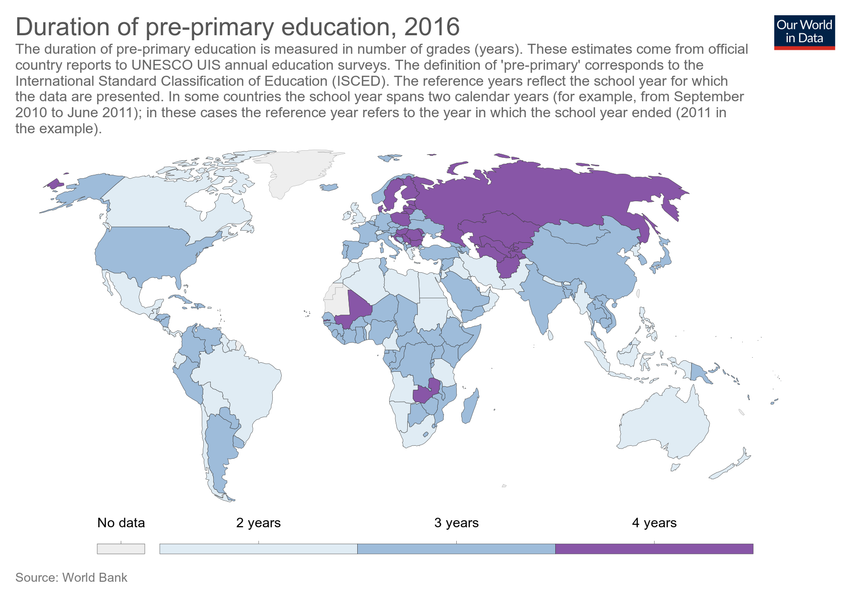 Duration of pre-primary education, 2016
Our World
in Data
The duration of pre-primary education is measured in number of grades (years). These estimates come from official
country reports to UNESCO UIS annual education surveys. The definition of 'pre-primary' corresponds to the
International Standard Classification of Education (ISCED). The reference years reflect the school year for which
the data are presented. In some countries the school year spans two calendar years (for example, from September
2010 to June 2011); in these cases the reference year refers to the year in which the school year ended (2011 in
the example).
No data
2 years
3 years
4 years
Source: World Bank